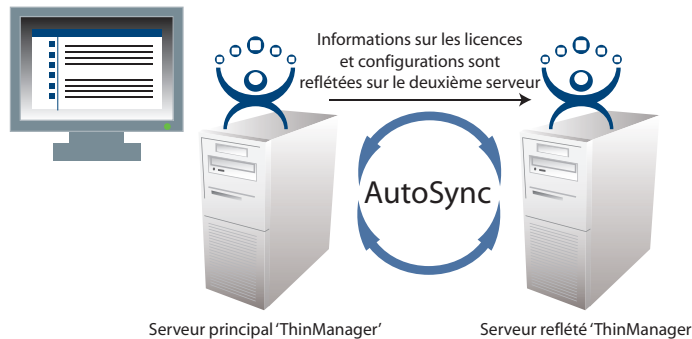 Informations sur les licences
et configurations sont
reflétées sur le deuxième serveur
AutoSync
Serveur principal 'ThinManager'
Serveur reflété 'ThinManager